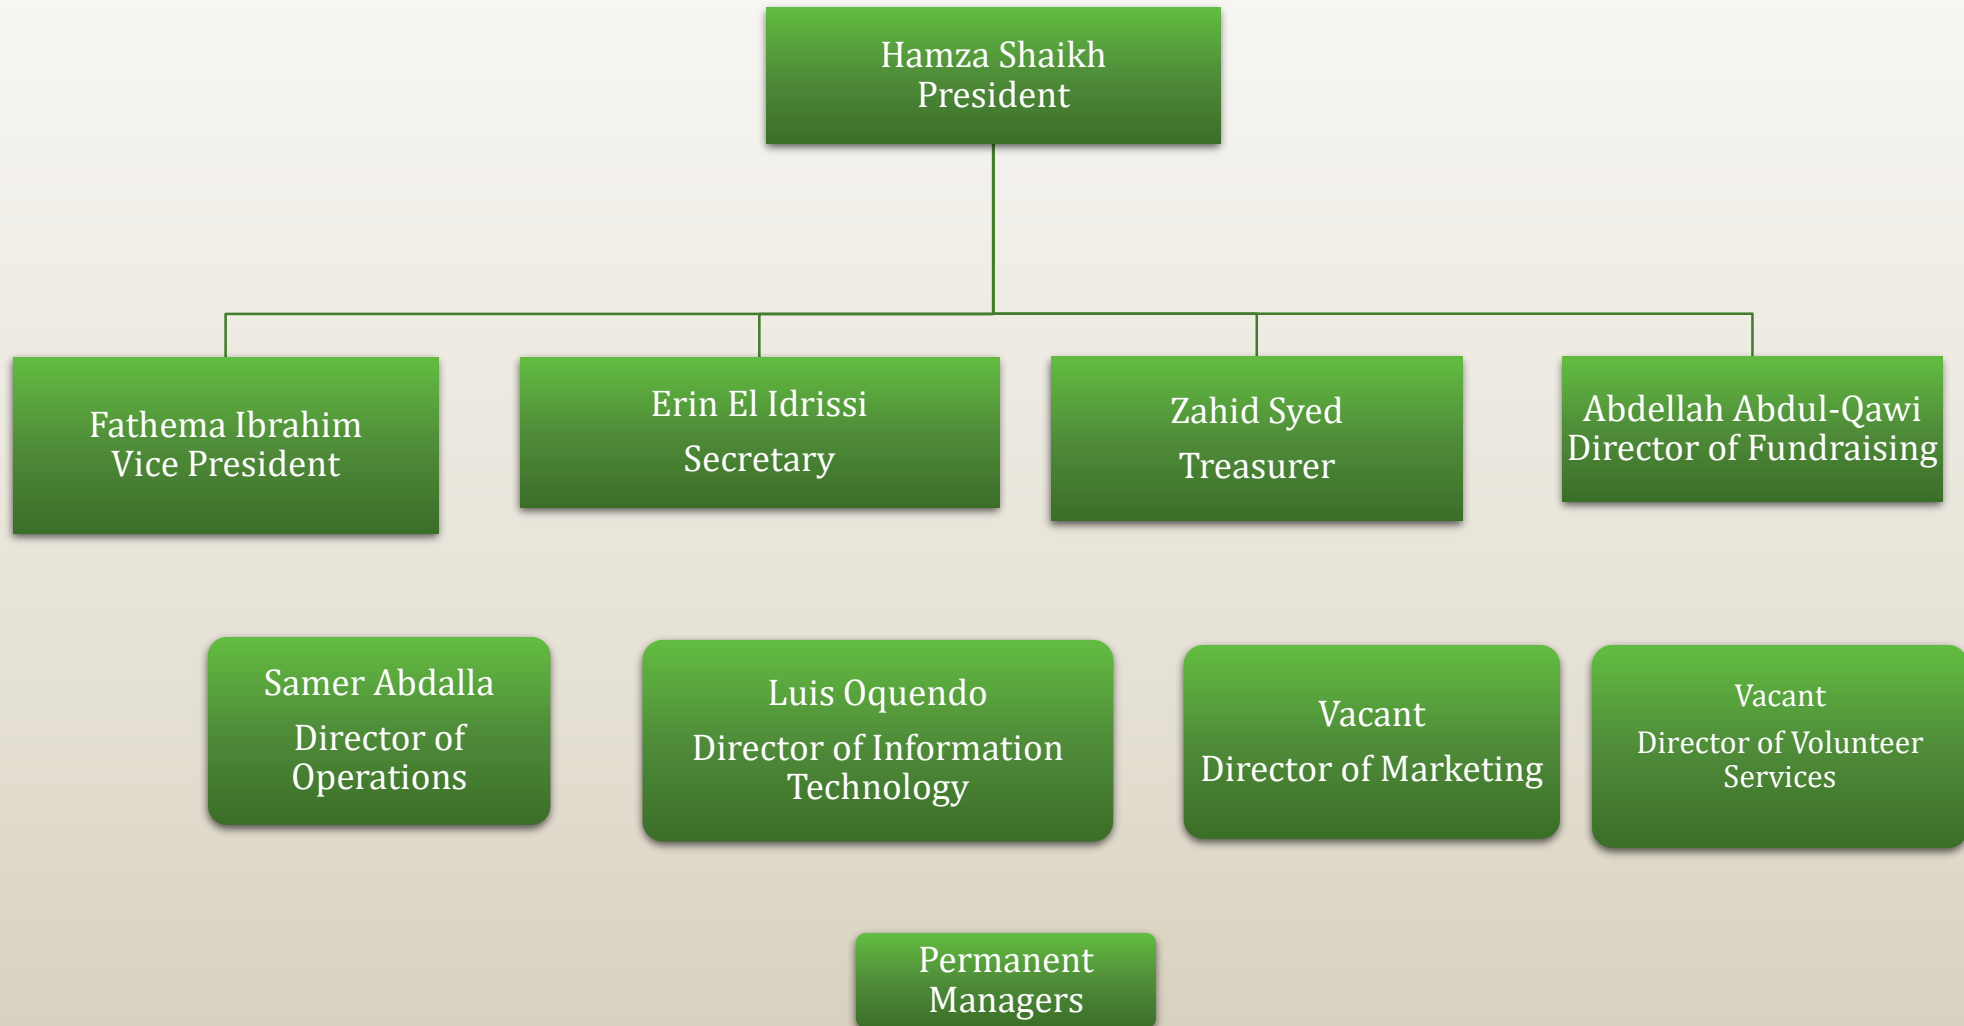 Hamza Shaikh
President
Fathema Ibrahim
Vice President
Erin El Idrissi
Secretary
Zahid Syed
Treasurer
Abdellah Abdul-Qawi
Director of Fundraising
Samer Abdalla
Director of
Operations
Luis Oquendo
Director of Information
Technology
Vacant
Director of Marketing
Vacant
Director of Volunteer
Services
Permanent
Managers